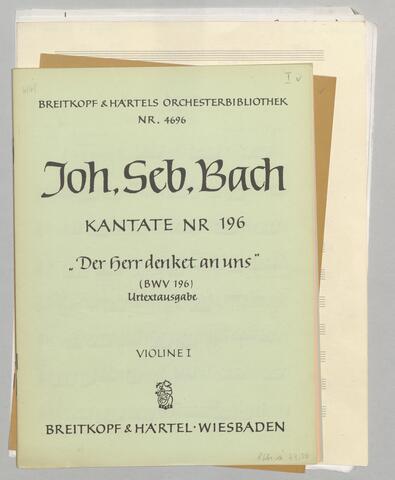 I
BREITKOPF & HÄRTELS ORCHESTERBIBLIOTHEK
NR. 4696
Joh. Seb. Bach
KANTATE NR 196
„Der Herr denket an uns"
(BWV 196)
Urtextausgabe
VIOLINE I
BREITKOPF & HÄRTEL · WIESBADEN